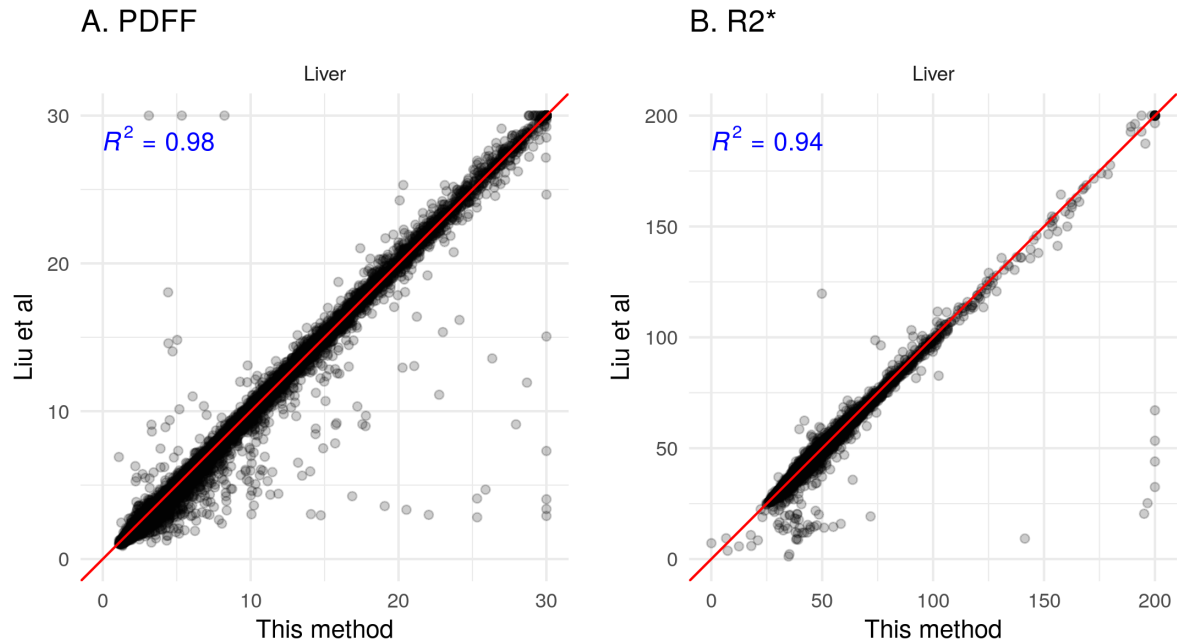 A. PDFF
Liver
30
20
10
0
R² = 0.98
Liu et al
0 10 20 30
This method
B. R2*
Liver
200
150
100
50
0
R² = 0.94
Liu et al
0 50 100 150 200
This method